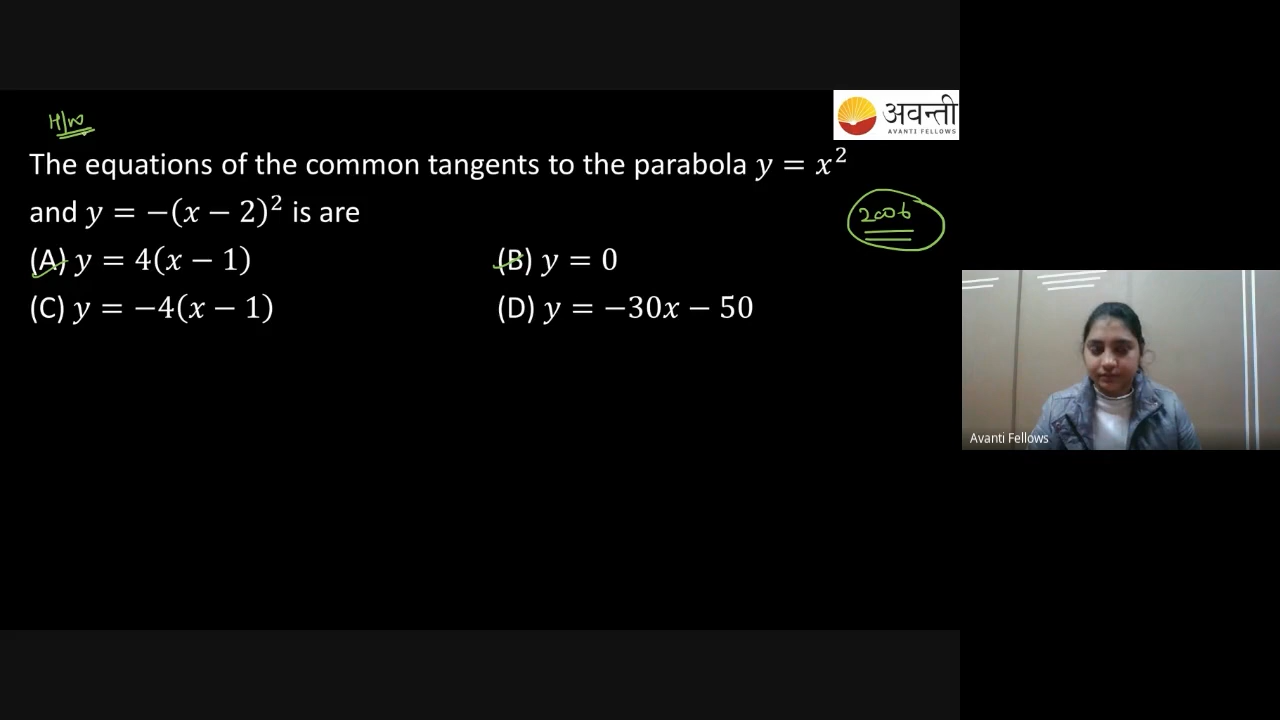 H/w
अवन्ती
AVANTI FELLOWS
The equations of the common tangents to the parabola y = x²
and y = −(x − 2)² is are
2006
(A) y = 4(x − 1) (B) y = 0
(C) y = −4(x − 1) (D) y = −30x − 50
Avanti Fellows